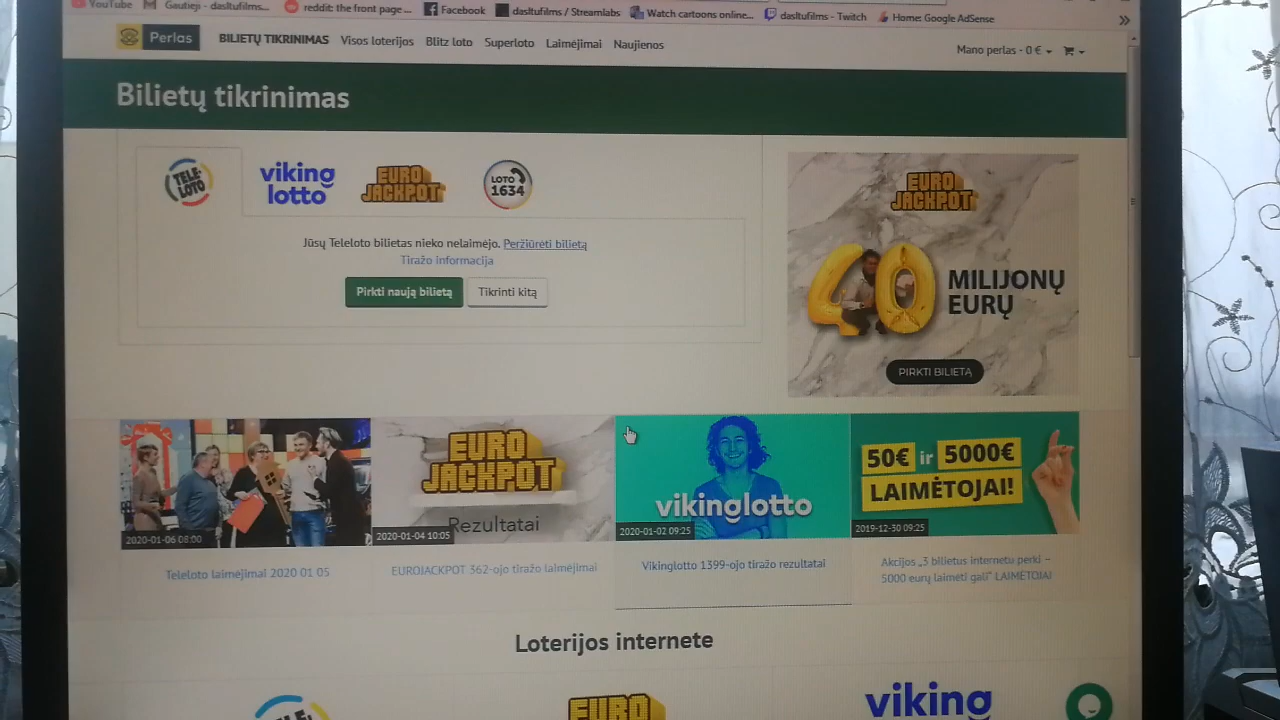 YouTube
Gautieji - dasltufilms...
reddit: the front page ...
Facebook
dasltufilms / Streamlabs
Watch cartoons online...
dasltufilms - Twitch
Home: Google AdSense
»
Perlas
BILIETŲ TIKRINIMAS
Visos loterijos
Blitz loto
Superloto
Laimėjimai
Naujienos
Mano perlas - 0 €
Bilietų tikrinimas
TELE LOTO
viking lotto
EURO JACKPOT
LOTO 1634
Jūsų Teleloto bilietas nieko nelaimėjo. Peržiūrėti bilietą
Tiražo informacija
Pirkti naują bilietą
Tikrinti kitą
EURO
JACKPOT
40 MILIJONŲ
EURŲ
PIRKTI BILIETĄ
2020-01-06 08:00
Teleloto laimėjimai 2020 01 05
EURO
JACKPOT
Rezultatai
2020-01-04 10:05
EUROJACKPOT 362-ojo tiražo laimėjimai
vikinglotto
2020-01-02 09:25
Vikinglotto 1399-ojo tiražo rezultatai
50€ ir 5000€
LAIMĖTOJAI!
2019-12-30 09:25
Akcijos „3 bilietus internetu perki –
5000 eurų laimėti gali“ LAIMĖTOJAI
Loterijos internete
TELE
EURO
viking